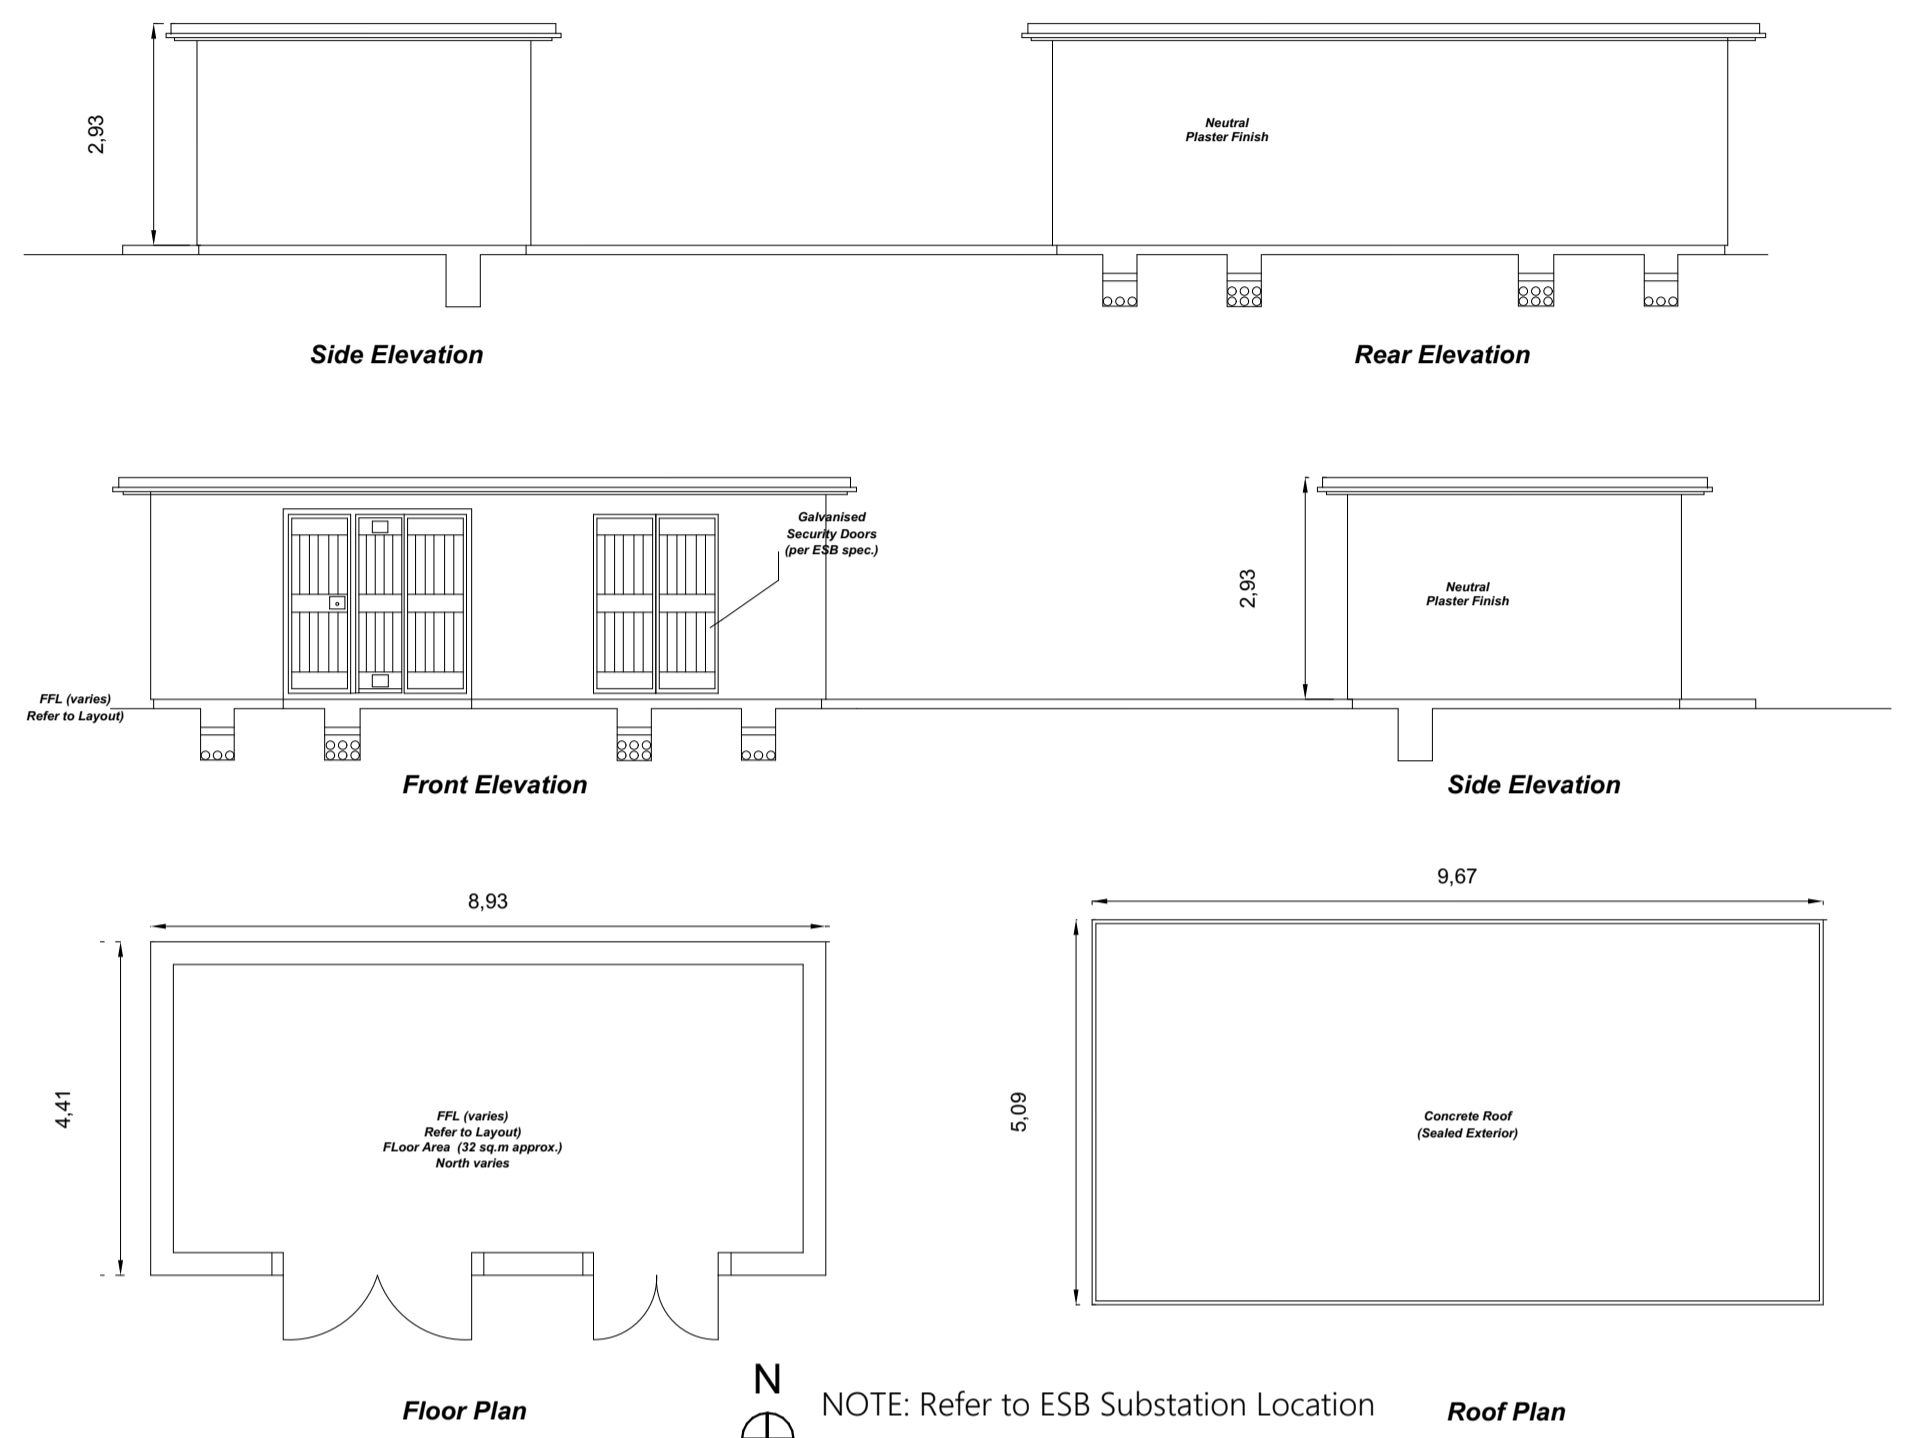 2,93
Neutral
Plaster Finish
Side Elevation
Rear Elevation
Galvanised
Security Doors
(per ESB spec.)
2,93
Neutral
Plaster Finish
FFL (varies)
Refer to Layout)
Front Elevation
Side Elevation
8,93
9,67
4,41
FFL (varies)
Refer to Layout)
FLoor Area (32 sq.m approx.)
North varies
5,09
Concrete Roof
(Sealed Exterior)
N
NOTE: Refer to ESB Substation Location
Floor Plan
Roof Plan